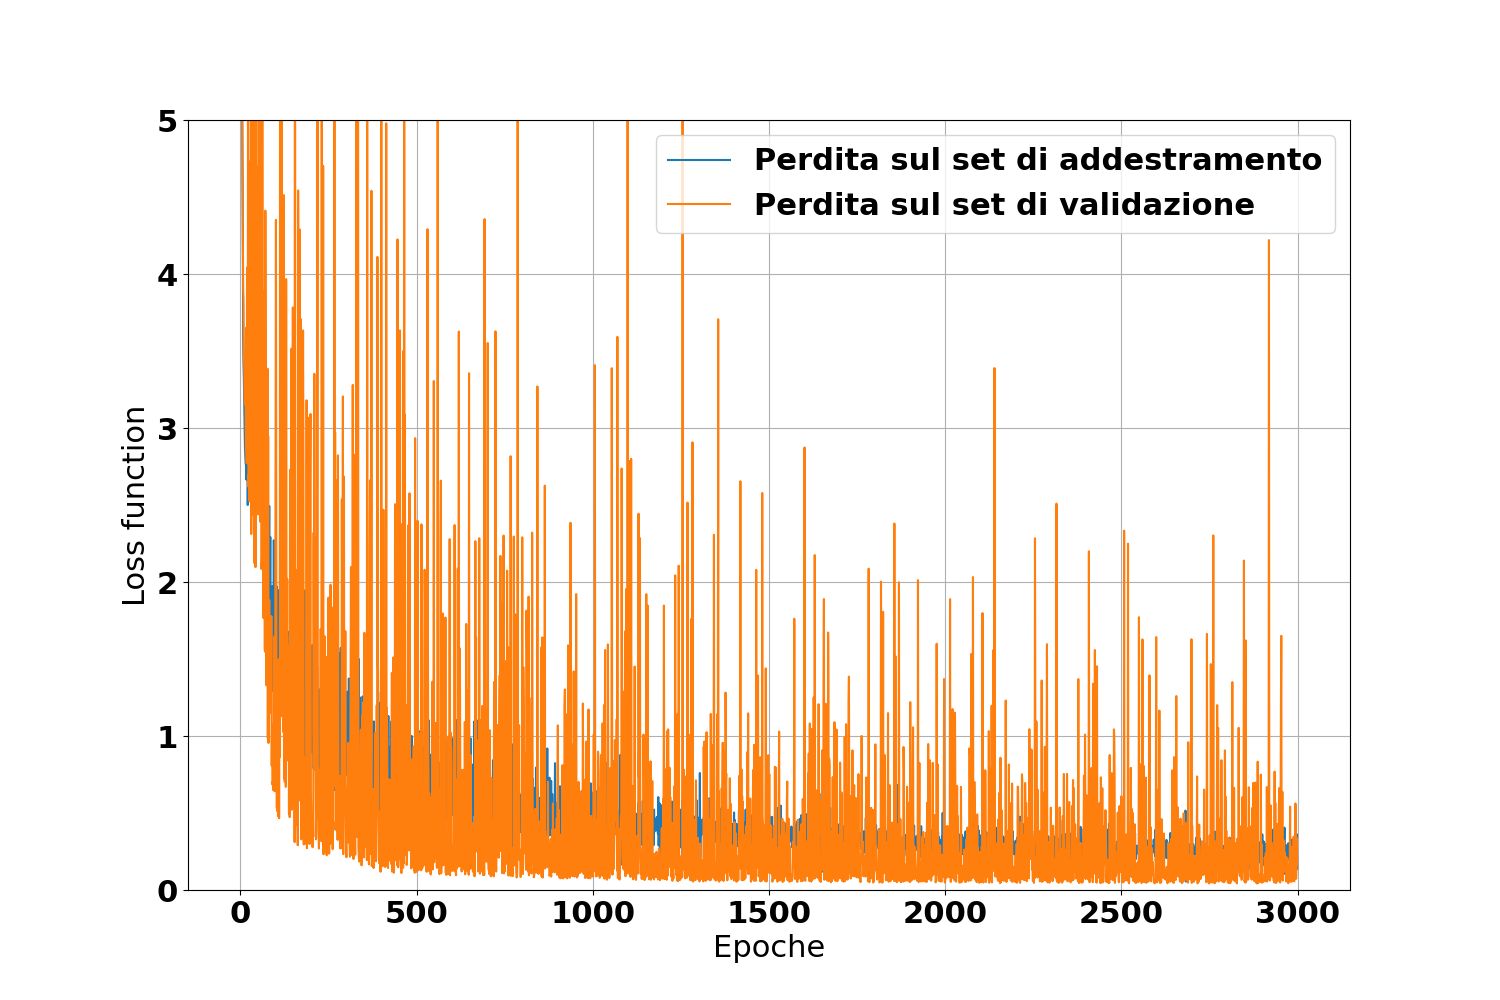 5
4
3
2
1
0
Loss function
Perdita sul set di addestramento
Perdita sul set di validazione
0 500 1000 1500 2000 2500 3000
Epoche